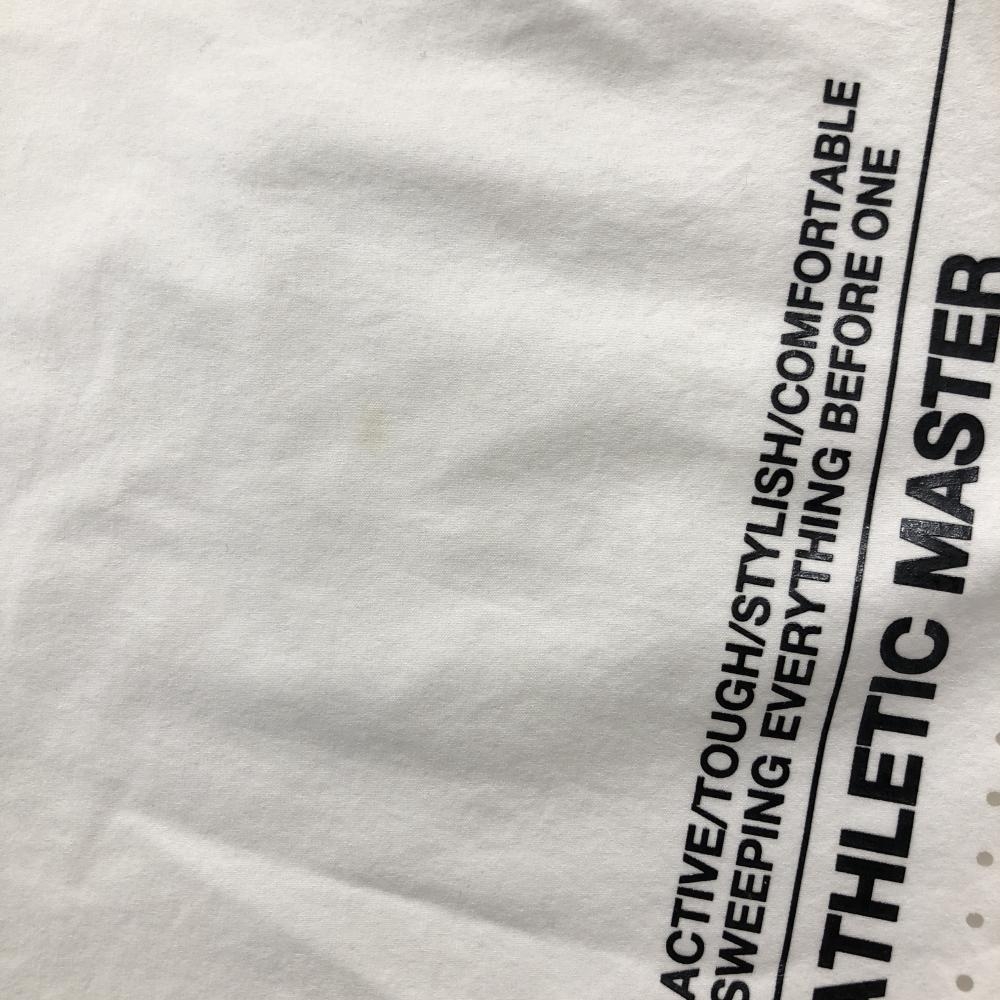 ACTIVE/TOUGH/STYLISH/COMFORTABLE
SWEEPING EVERYTHING BEFORE ONE
ATHLETIC MASTER